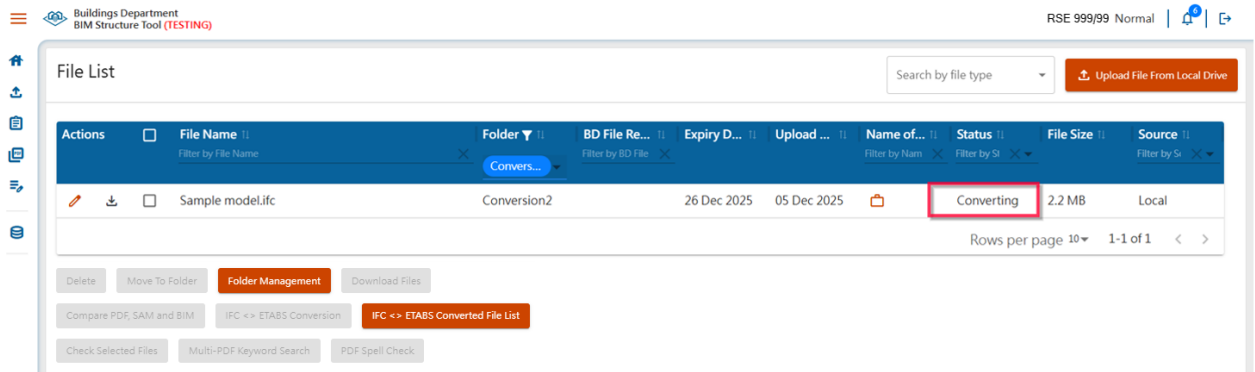 Buildings Department
BIM Structure Tool (TESTING)
RSE 999/99 Normal
6
File List
Search by file type
Upload File From Local Drive
Actions File Name Folder BD File Re... Expiry D... Upload ... Name of... Status File Size Source
Filter by File Name Convers... Filter by BD File Filter by Nam Filter by St Filter by So
Sample model.ifc Conversion2 26 Dec 2025 05 Dec 2025 Converting 2.2 MB Local
Rows per page 10 1-1 of 1
Delete Move To Folder Folder Management Download Files
Compare PDF, SAM and BIM IFC <> ETABS Conversion IFC <> ETABS Converted File List
Check Selected Files Multi-PDF Keyword Search PDF Spell Check